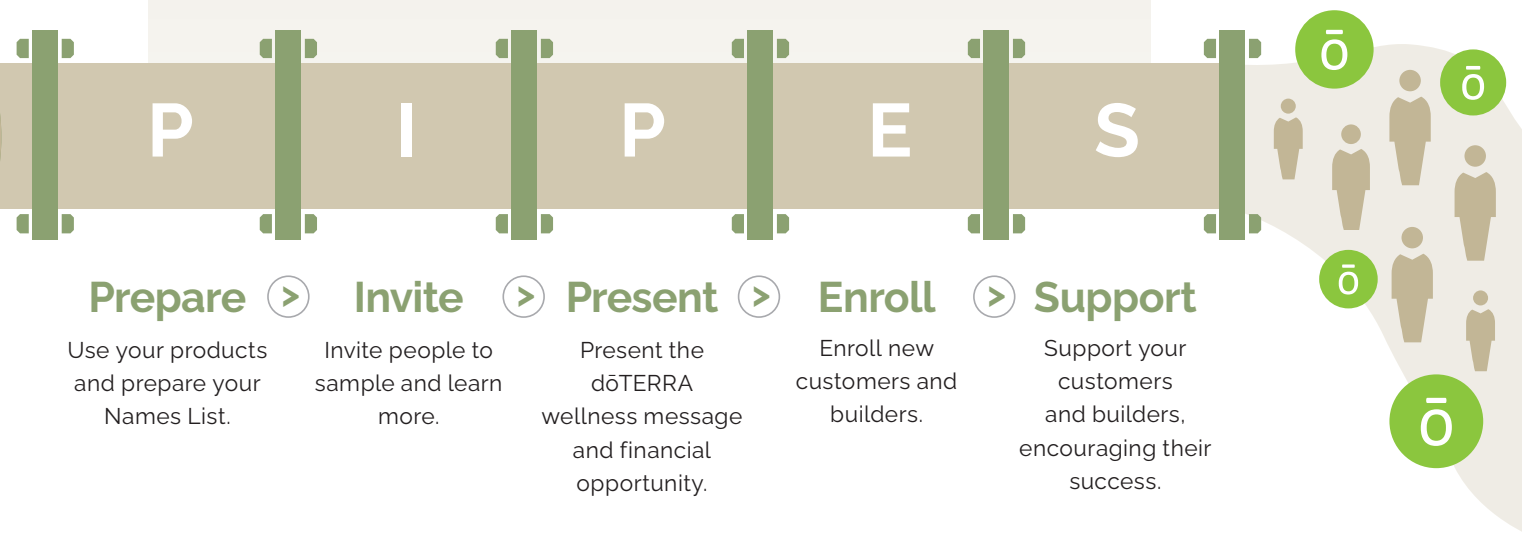 P I P E S
ō
ō
Prepare > Invite > Present > Enroll > Support
ō
Use your products
and prepare your
Names List.
Invite people to
sample and learn
more.
Present the
dōTERRA
wellness message
and financial
opportunity.
Enroll new
customers and
builders.
Support your
customers
and builders,
encouraging their
success.
ō